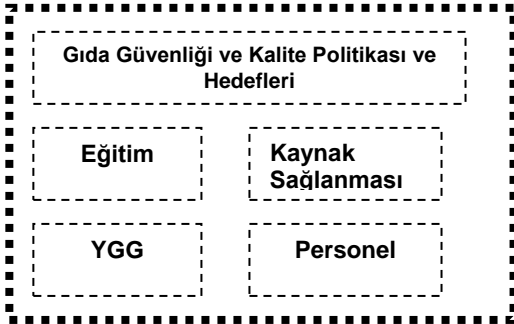 Gıda Güvenliği ve Kalite Politikası ve
Hedefleri
Eğitim
Kaynak
Sağlanması
YGG
Personel